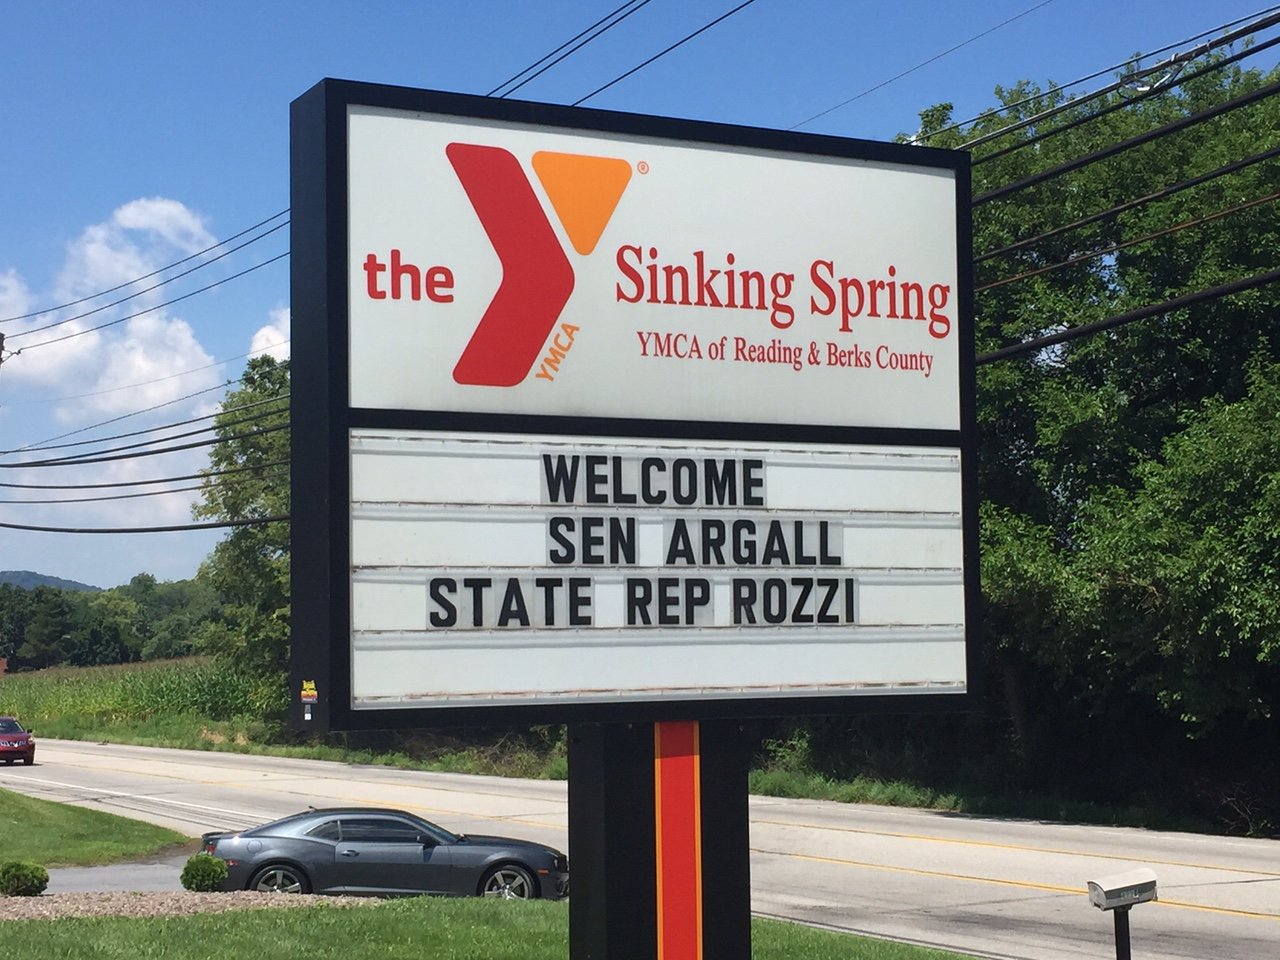 the
YMCA
®
Sinking Spring
YMCA of Reading & Berks County
WELCOME
SEN ARGALL
STATE REP ROZZI